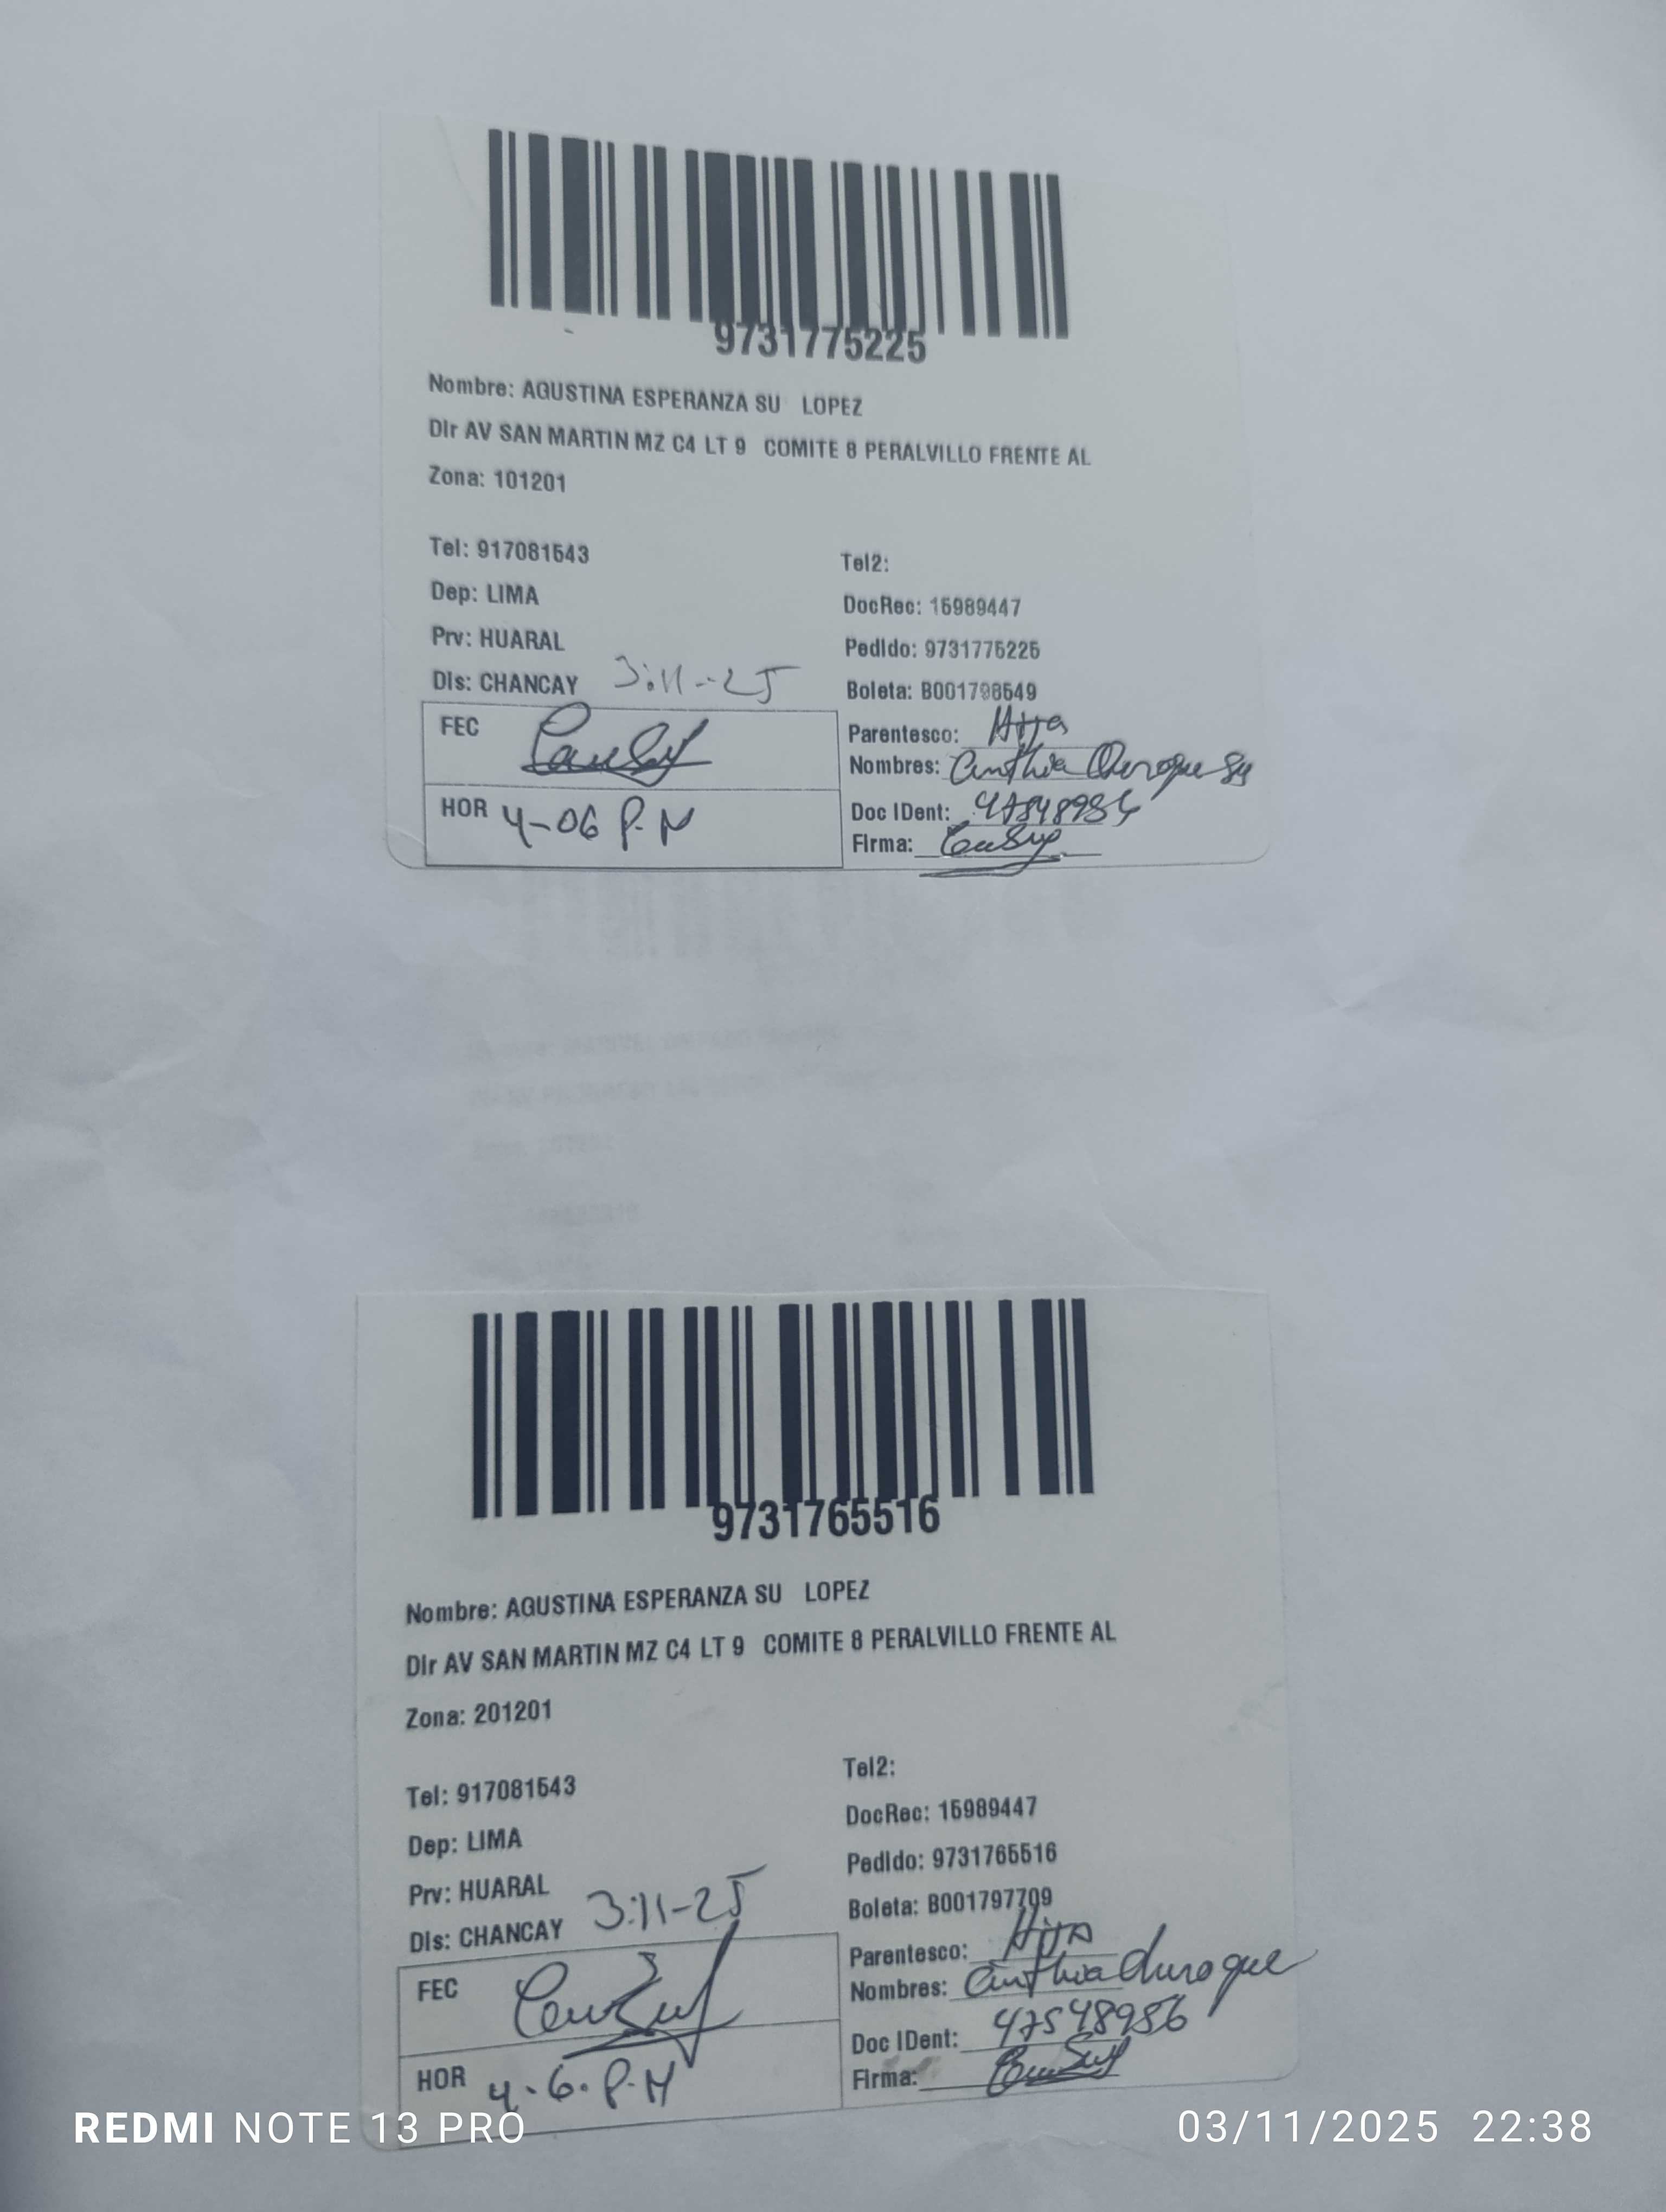 9731775225
Nombre: AGUSTINA ESPERANZA SU LOPEZ
Dir AV SAN MARTIN MZ C4 LT 9 COMITE 8 PERALVILLO FRENTE AL
Zona: 101201
Tel: 917081543
Tel2:
Dep: LIMA
DocRec: 15989447
Prv: HUARAL
Pedido: 9731775225
Dis: CHANCAY 3:11-25
Boleta: B001798549
FEC
Parentesco: Hija
Nombres: Cinthia
HOR 4-06 P.M
Doc IDent:
Firma:
9731765516
Nombre: AGUSTINA ESPERANZA SU LOPEZ
Dir AV SAN MARTIN MZ C4 LT 9 COMITE 8 PERALVILLO FRENTE AL
Zona: 201201
Tel: 917081543
Tel2:
Dep: LIMA
DocRec: 15989447
Prv: HUARAL
Pedido: 9731765516
Dis: CHANCAY 3:11-25
Boleta: B001797709
FEC
Parentesco: Hija
Nombres: Cinthia
HOR 4.6.P.M
Doc IDent: 47548956
Firma:
REDMI NOTE 13 PRO
03/11/2025 22:38